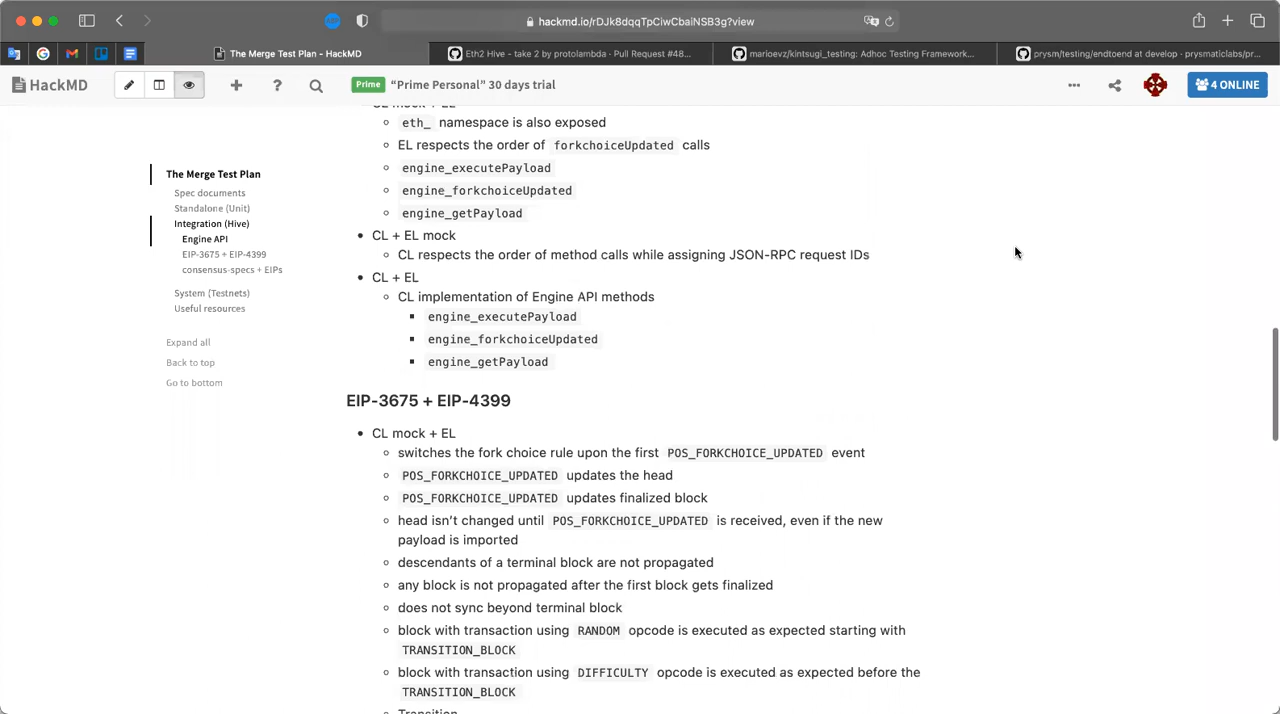 hackmd.io/rDJk8dqqTpCiwCbaiNSB3g?view
The Merge Test Plan - HackMD
Eth2 Hive - take 2 by protolambda · Pull Request #48...
marioevz/kintsugi_testing: Adhoc Testing Framework...
prysm/testing/endtoend at develop · prysmaticlabs/pr...
HackMD
Prime
“Prime Personal” 30 days trial
4 ONLINE
The Merge Test Plan
Spec documents
Standalone (Unit)
Integration (Hive)
Engine API
EIP-3675 + EIP-4399
consensus-specs + EIPs
System (Testnets)
Useful resources
Expand all
Back to top
Go to bottom
CL mock + EL
eth_ namespace is also exposed
EL respects the order of forkchoiceUpdated calls
engine_executePayload
engine_forkchoiceUpdated
engine_getPayload
CL + EL mock
CL respects the order of method calls while assigning JSON-RPC request IDs
CL + EL
CL implementation of Engine API methods
engine_executePayload
engine_forkchoiceUpdated
engine_getPayload
EIP-3675 + EIP-4399
CL mock + EL
switches the fork choice rule upon the first POS_FORKCHOICE_UPDATED event
POS_FORKCHOICE_UPDATED updates the head
POS_FORKCHOICE_UPDATED updates finalized block
head isn’t changed until POS_FORKCHOICE_UPDATED is received, even if the new
payload is imported
descendants of a terminal block are not propagated
any block is not propagated after the first block gets finalized
does not sync beyond terminal block
block with transaction using RANDOM opcode is executed as expected starting with
TRANSITION_BLOCK
block with transaction using DIFFICULTY opcode is executed as expected before the
TRANSITION_BLOCK
Transition